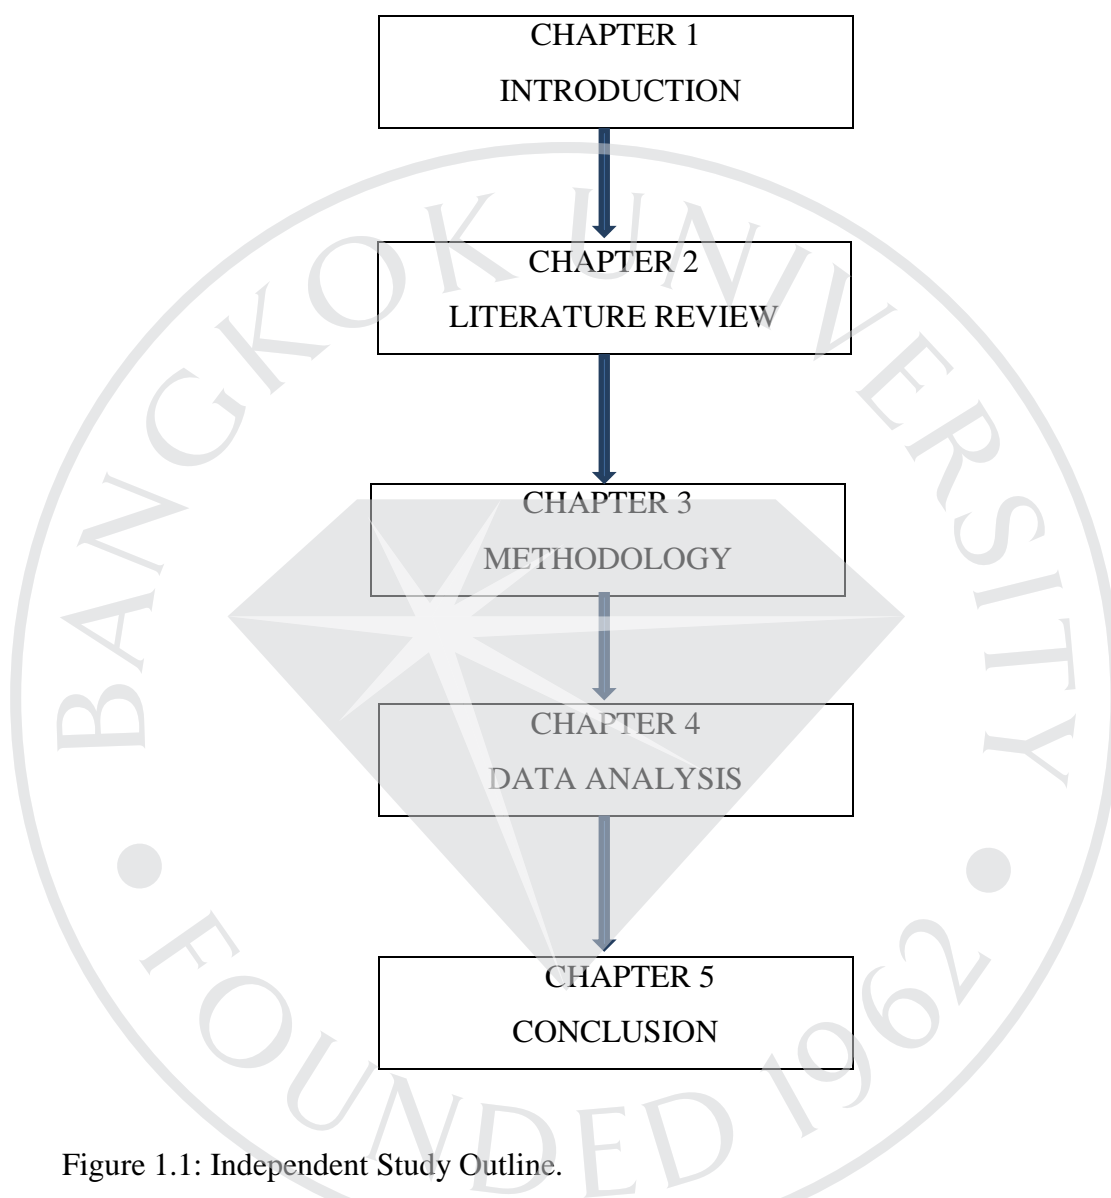 CHAPTER 1
INTRODUCTION
CHAPTER 2
LITERATURE REVIEW
CHAPTER 3
METHODOLOGY
CHAPTER 4
DATA ANALYSIS
CHAPTER 5
CONCLUSION
Figure 1.1: Independent Study Outline.
BANGKOK UNIVERSITY
FOUNDED 1962